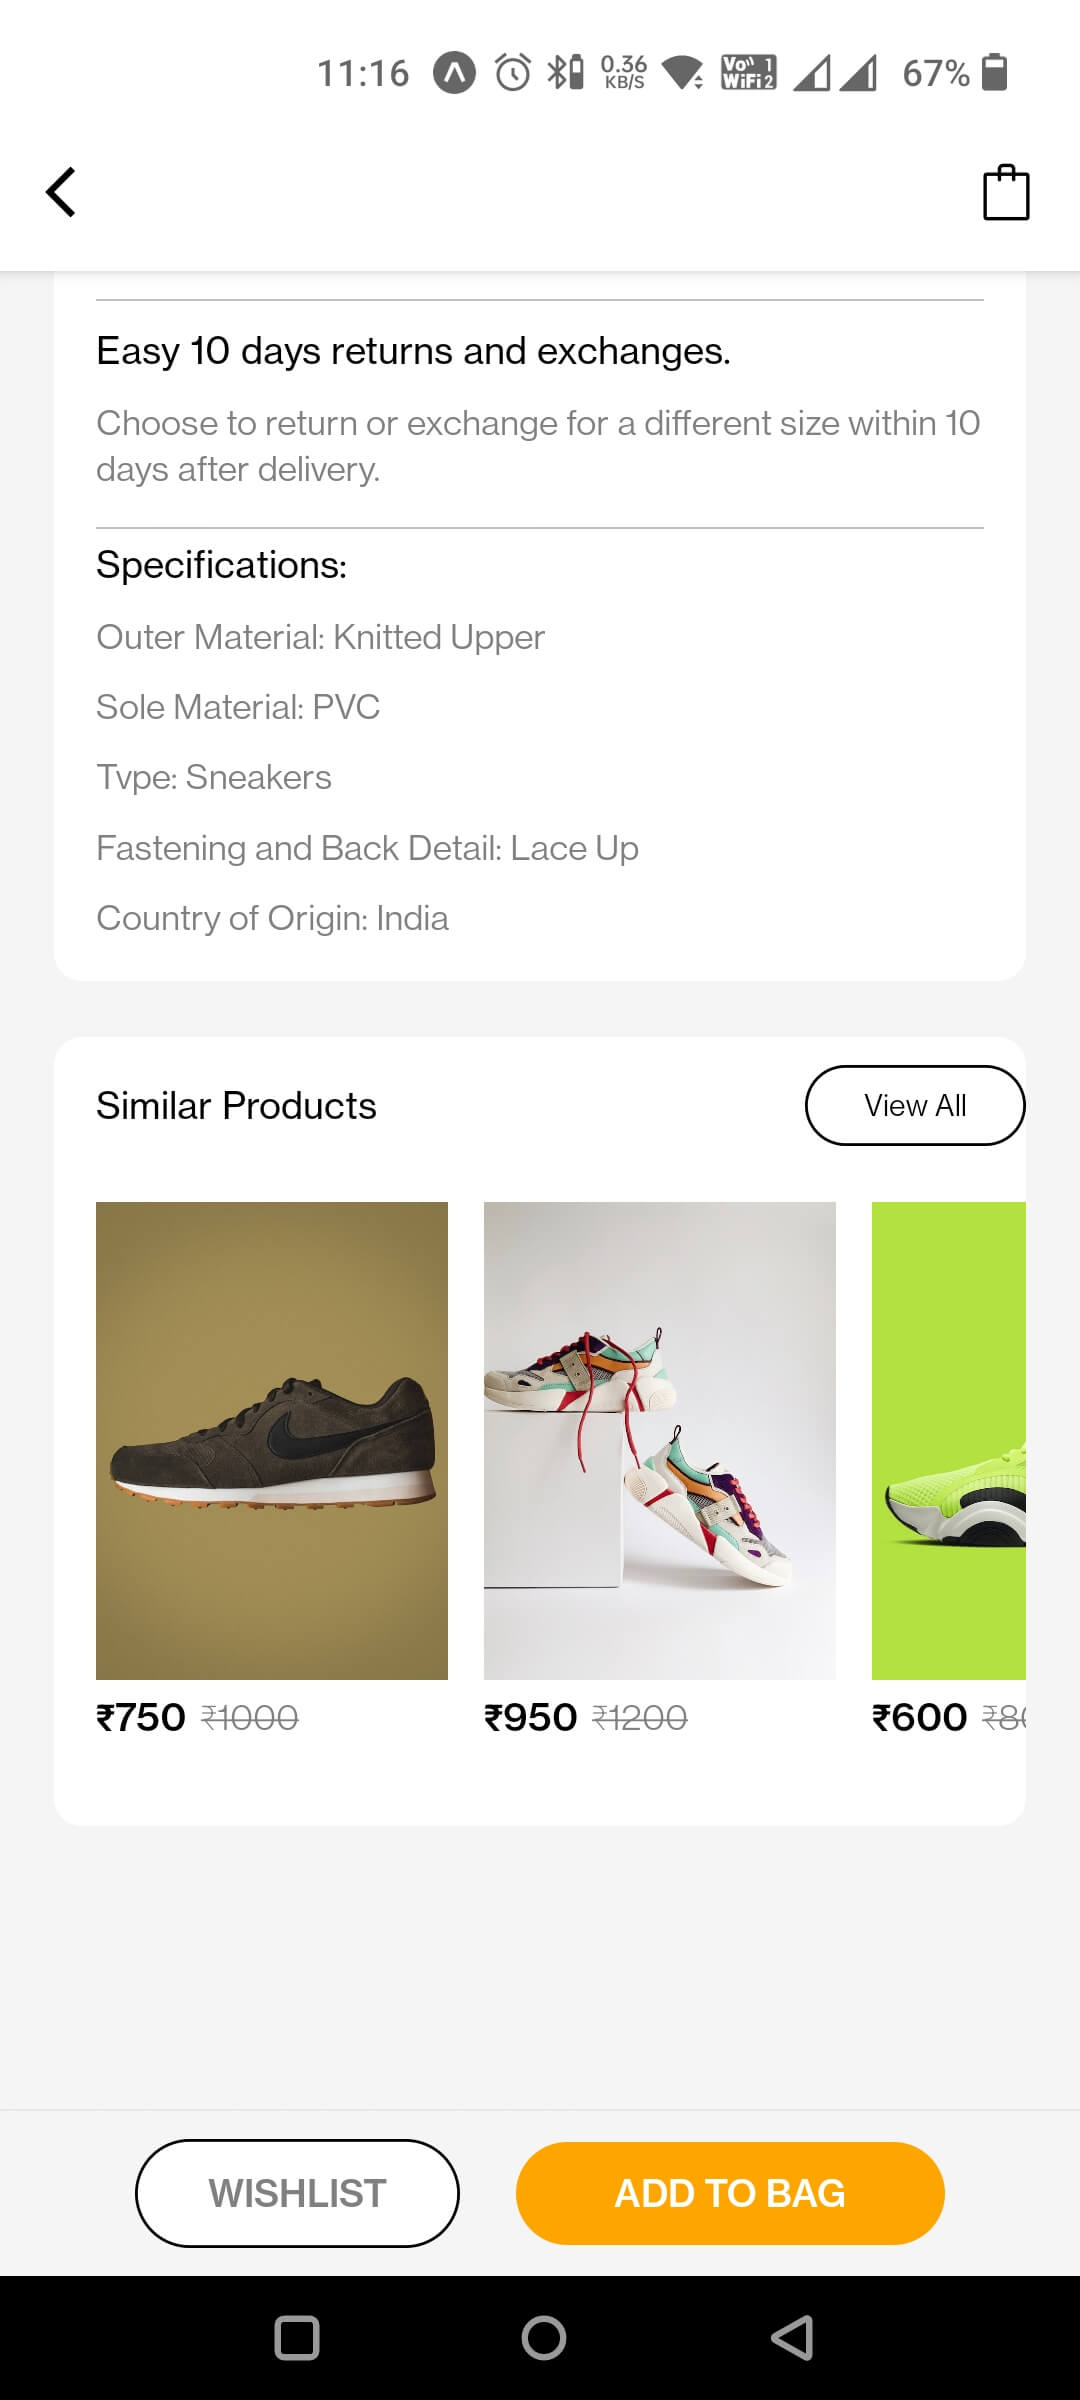 11:16 0.36 KB/S Vo 1 WiFi 2 67%
Easy 10 days returns and exchanges.
Choose to return or exchange for a different size within 10
days after delivery.
Specifications:
Outer Material: Knitted Upper
Sole Material: PVC
Tvpe: Sneakers
Fastening and Back Detail: Lace Up
Country of Origin: India
Similar Products
View All
₹750 ₹1000
₹950 ₹1200
₹600
WISHLIST
ADD TO BAG